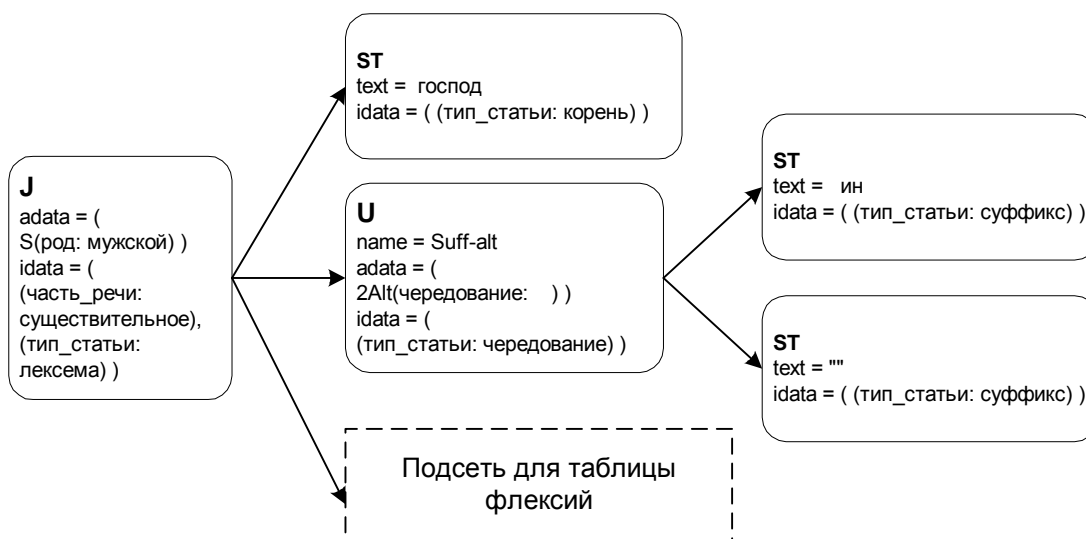 ST
text =  господ
idata = ( (тип_статьи: корень) )
J
adata = (
S(род: мужской) )
idata = (
(часть_речи:
существительное),
(тип_статьи:
лексема) )
U
name = Suff-alt
adata = (
2Alt(чередование:    ) )
idata = (
(тип_статьи: чередование) )
ST
text =   ин
idata = ( (тип_статьи: суффикс) )
ST
text = ""
idata = ( (тип_статьи: суффикс) )
Подсеть для таблицы
флексий